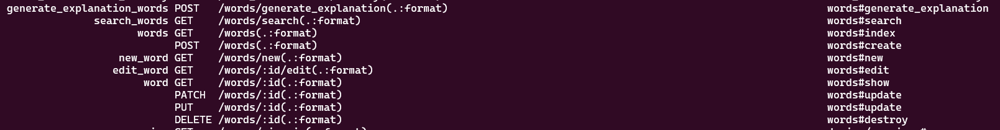 generate_explanation_words POST /words/generate_explanation(.:format) words#generate_explanation
search_words GET /words/search(.:format) words#search
words GET /words(.:format) words#index
POST /words(.:format) words#create
new_word GET /words/new(.:format) words#new
edit_word GET /words/:id/edit(.:format) words#edit
word GET /words/:id(.:format) words#show
PATCH /words/:id(.:format) words#update
PUT /words/:id(.:format) words#update
DELETE /words/:id(.:format) words#destroy